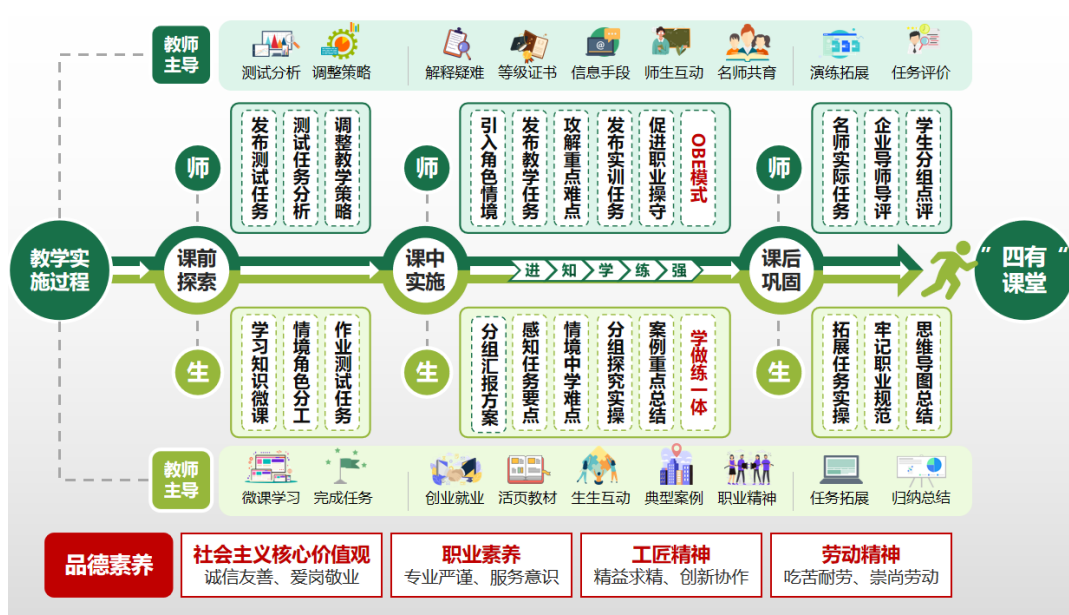 教师
主导
测试分析
调整策略
解释疑难
等级证书
信息手段
师生互动
名师共育
演练拓展
任务评价
师
发布测试任务
测试任务分析
调整教学策略
师
引入角色情境
发布教学任务
攻解重点难点
发布实训任务
促进职业操守
OBE模式
师
名师实际任务
企业导师导评
学生分组点评
教学实
施过程
课前
探索
课中
实施
进
知
学
练
强
课后
巩固
”四有“
课堂
生
学习知识微课
情境角色分工
作业测试任务
生
分组汇报方案
感知任务要点
情境中学难点
分组探究实操
案例重点总结
学做练一体
生
拓展任务实操
牢记职业规范
思维导图总结
教师
主导
微课学习
完成任务
创业就业
活页教材
生生互动
典型案例
职业精神
任务拓展
归纳总结
品德素养
社会主义核心价值观
诚信友善、爱岗敬业
职业素养
专业严谨、服务意识
工匠精神
精益求精、创新协作
劳动精神
吃苦耐劳、崇尚劳动